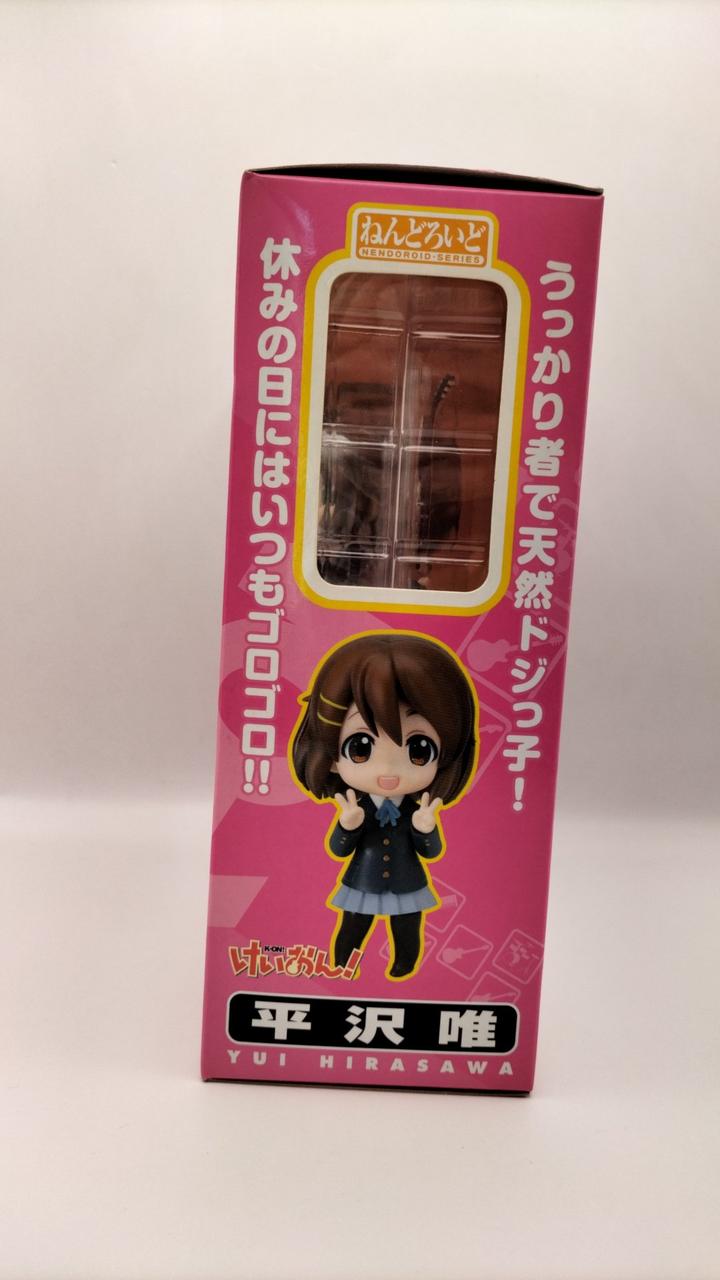 ねんどろいど
NENDOROID・SERIES
うっかり者で天然ドジっ子!
休みの日にはいつもゴロゴロ!!
K-ON!
けいおん!
平沢唯
YUI HIRASAWA